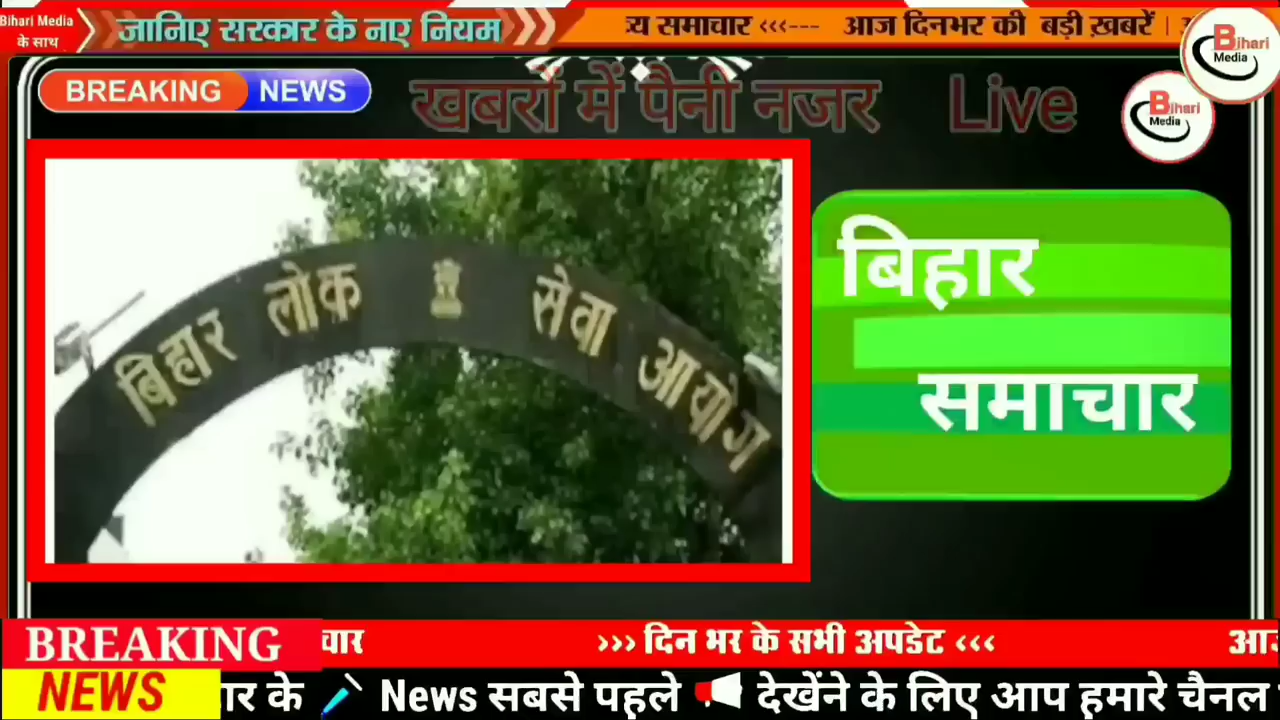 Bihari Media
के साथ
जानिए सरकार के नए नियम
समाचार ‹‹‹--- आज दिनभर की बड़ी ख़बरें |
Bihari
Media
BREAKING NEWS
खबरों में पैनी नजर Live
Bihari
Media
बिहार लोक सेवा आयोग
बिहार
समाचार
BREAKING
NEWS
››› दिन भर के सभी अपडेट ‹‹‹
के News सबसे पहले देखेंने के लिए आप हमारे चैनल